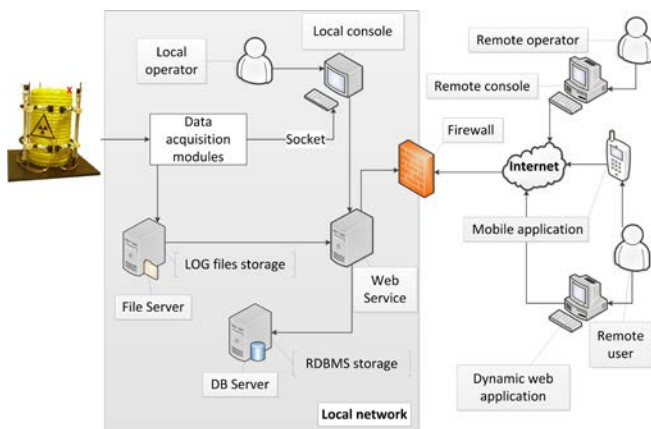 Local console
Local
operator
Remote operator
Remote console
X
Data
acquisition
modules
Socket
Firewall
Internet
Mobile application
LOG files storage
File Server
Web
Service
Remote
user
DB Server
RDBMS storage
Dynamic web
application
Local network